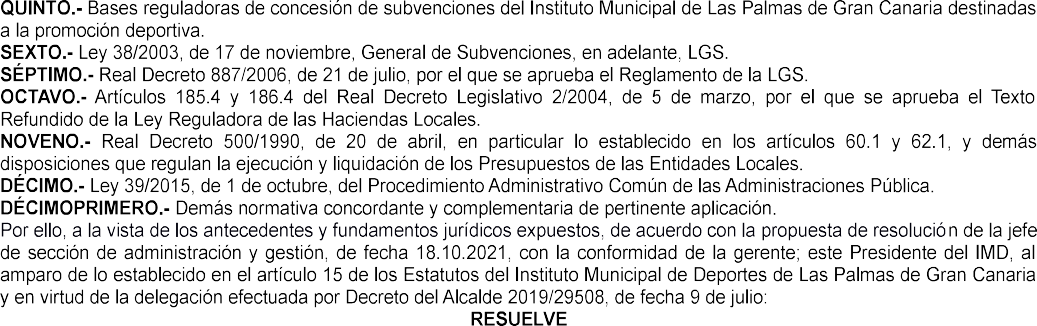 QUINTO.- Bases reguladoras de concesión de subvenciones del Instituto Municipal de Las Palmas de Gran Canaria destinadas
a la promoción deportiva.
SEXTO.- Ley 38/2003, de 17 de noviembre, General de Subvenciones, en adelante, LGS.
SÉPTIMO.- Real Decreto 887/2006, de 21 de julio, por el que se aprueba el Reglamento de la LGS.
OCTAVO.- Artículos 185.4 y 186.4 del Real Decreto Legislativo 2/2004, de 5 de marzo, por el que se aprueba el Texto
Refundido de la Ley Reguladora de las Haciendas Locales.
NOVENO.- Real Decreto 500/1990, de 20 de abril, en particular lo establecido en los artículos 60.1 y 62.1, y demás
disposiciones que regulan la ejecución y liquidación de los Presupuestos de las Entidades Locales.
DÉCIMO.- Ley 39/2015, de 1 de octubre, del Procedimiento Administrativo Común de las Administraciones Pública.
DÉCIMOPRIMERO.- Demás normativa concordante y complementaria de pertinente aplicación.
Por ello, a la vista de los antecedentes y fundamentos jurídicos expuestos, de acuerdo con la propuesta de resolución de la jefe
de sección de administración y gestión, de fecha 18.10.2021, con la conformidad de la gerente; este Presidente del IMD, al
amparo de lo establecido en el artículo 15 de los Estatutos del Instituto Municipal de Deportes de Las Palmas de Gran Canaria
y en virtud de la delegación efectuada por Decreto del Alcalde 2019/29508, de fecha 9 de julio:
RESUELVE